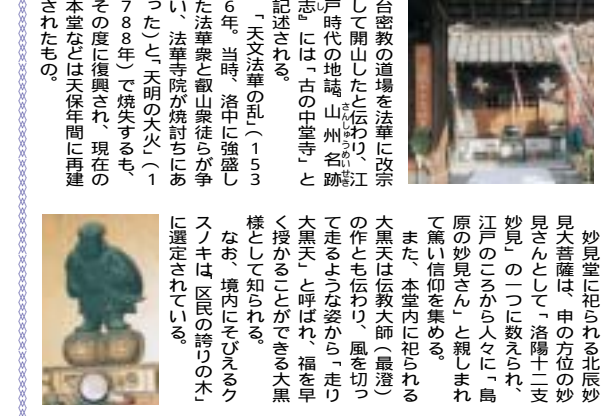 台密教の道場を法華に改宗
して開山したと伝わり、江
戸時代の地誌『山州名跡
さんしゅうめいせき
志』には「古の中堂寺」と
し
記述される。
「天文法華の乱」(153
6年。当時、洛中に強盛し
た法華衆と叡山衆徒らが争
い、法華寺院が焼討ちにあ
った)と「天明の大火」(1
788年)で焼失するも、
その度に復興され、現在の
本堂などは天保年間に再建
されたもの。
妙見堂に祀られる北辰妙
見大菩薩は、申の方位の妙
見さんとして「洛陽十二支
妙見」の一つに数えられ、
江戸のころから人々に「島
原の妙見さん」と親しまれ
て篤い信仰を集める。
また、本堂内に祀られる
大黒天は伝教大師(最澄)
の作とも伝わり、風を切っ
て走るような姿から「走り
大黒天」と呼ばれ、福を早
く授かることができる大黒
様として知られる。
なお、境内にそびえるク
スノキは、「区民の誇りの木」
に選定されている。